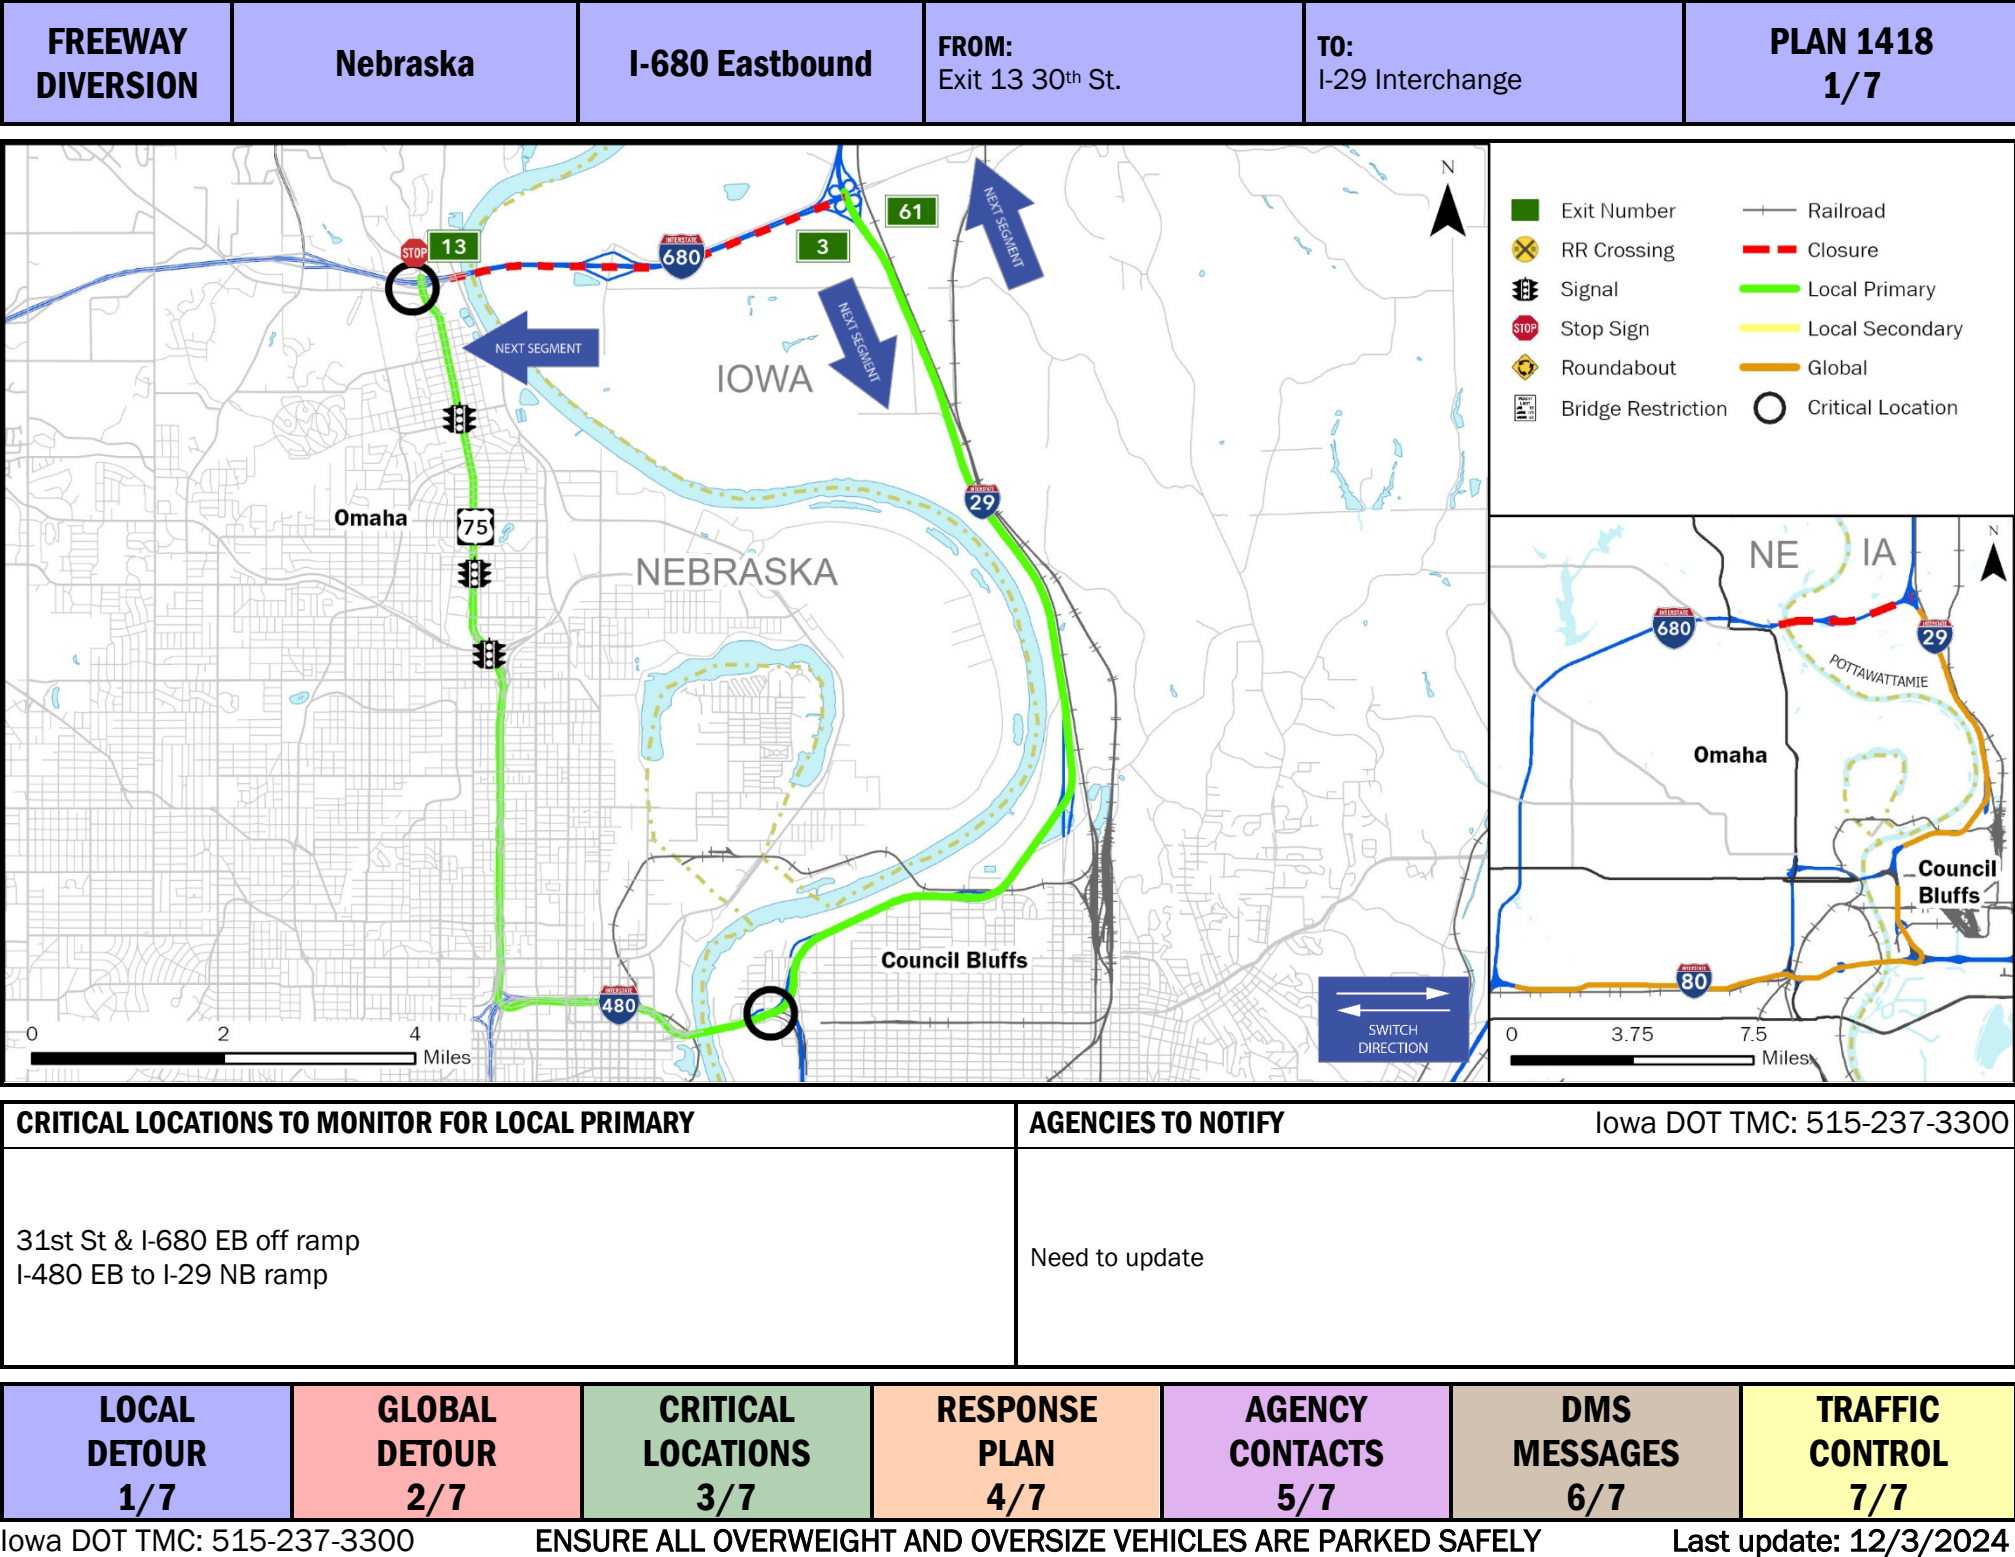 FREEWAY
DIVERSION
Nebraska
I-680 Eastbound
FROM:
Exit 13 30th St.
TO:
I-29 Interchange
PLAN 1418
1/7
N
NEXT SEGMENT
61
STOP
13
INTERSTATE
680
3
NEXT SEGMENT
NEXT SEGMENT
IOWA
INTERSTATE
29
Omaha
75
NEBRASKA
Council Bluffs
INTERSTATE
480
0 2 4
Miles
SWITCH
DIRECTION
Exit Number
RR Crossing
Signal
STOP
Stop Sign
Roundabout
Bridge Restriction
Railroad
Closure
Local Primary
Local Secondary
Global
Critical Location
NE
IA
N
INTERSTATE
680
INTERSTATE
29
POTTAWATTAMIE
Omaha
Council
Bluffs
INTERSTATE
80
0 3.75 7.5
Miles
CRITICAL LOCATIONS TO MONITOR FOR LOCAL PRIMARY
31st St & I-680 EB off ramp
I-480 EB to I-29 NB ramp
AGENCIES TO NOTIFY
Iowa DOT TMC: 515-237-3300
Need to update
LOCAL
DETOUR
1/7
GLOBAL
DETOUR
2/7
CRITICAL
LOCATIONS
3/7
RESPONSE
PLAN
4/7
AGENCY
CONTACTS
5/7
DMS
MESSAGES
6/7
TRAFFIC
CONTROL
7/7
Iowa DOT TMC: 515-237-3300
ENSURE ALL OVERWEIGHT AND OVERSIZE VEHICLES ARE PARKED SAFELY
Last update: 12/3/2024